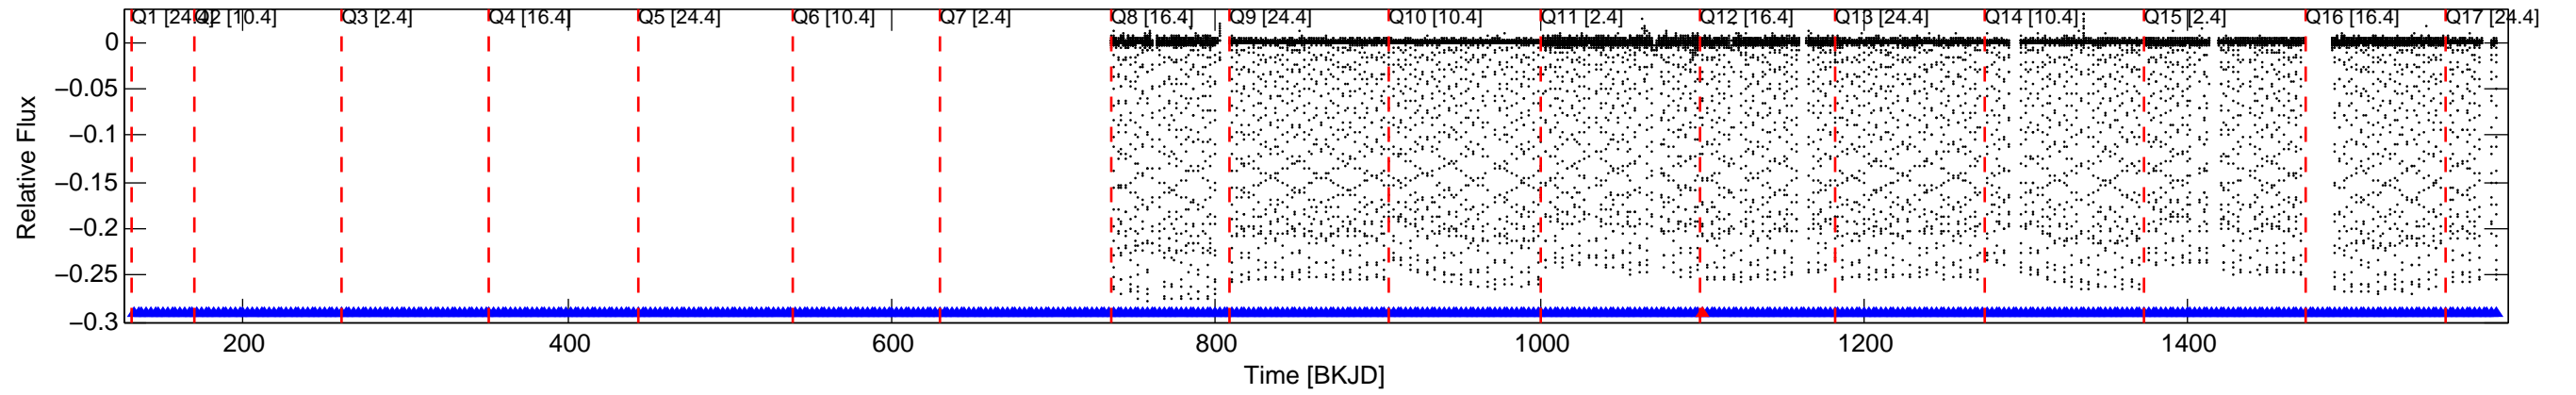 Q1 [24.4] Q2 [10.4] Q3 [2.4] Q4 [16.4] Q5 [24.4] Q6 [10.4] Q7 [2.4] Q8 [16.4] Q9 [24.4] Q10 [10.4] Q11 [2.4] Q12 [16.4] Q13 [24.4] Q14 [10.4] Q15 [2.4] Q16 [16.4] Q17 [24.4]
0
−0.05
−0.1
−0.15
−0.2
−0.25
−0.3
Relative Flux
200 400 600 800 1000 1200 1400
Time [BKJD]